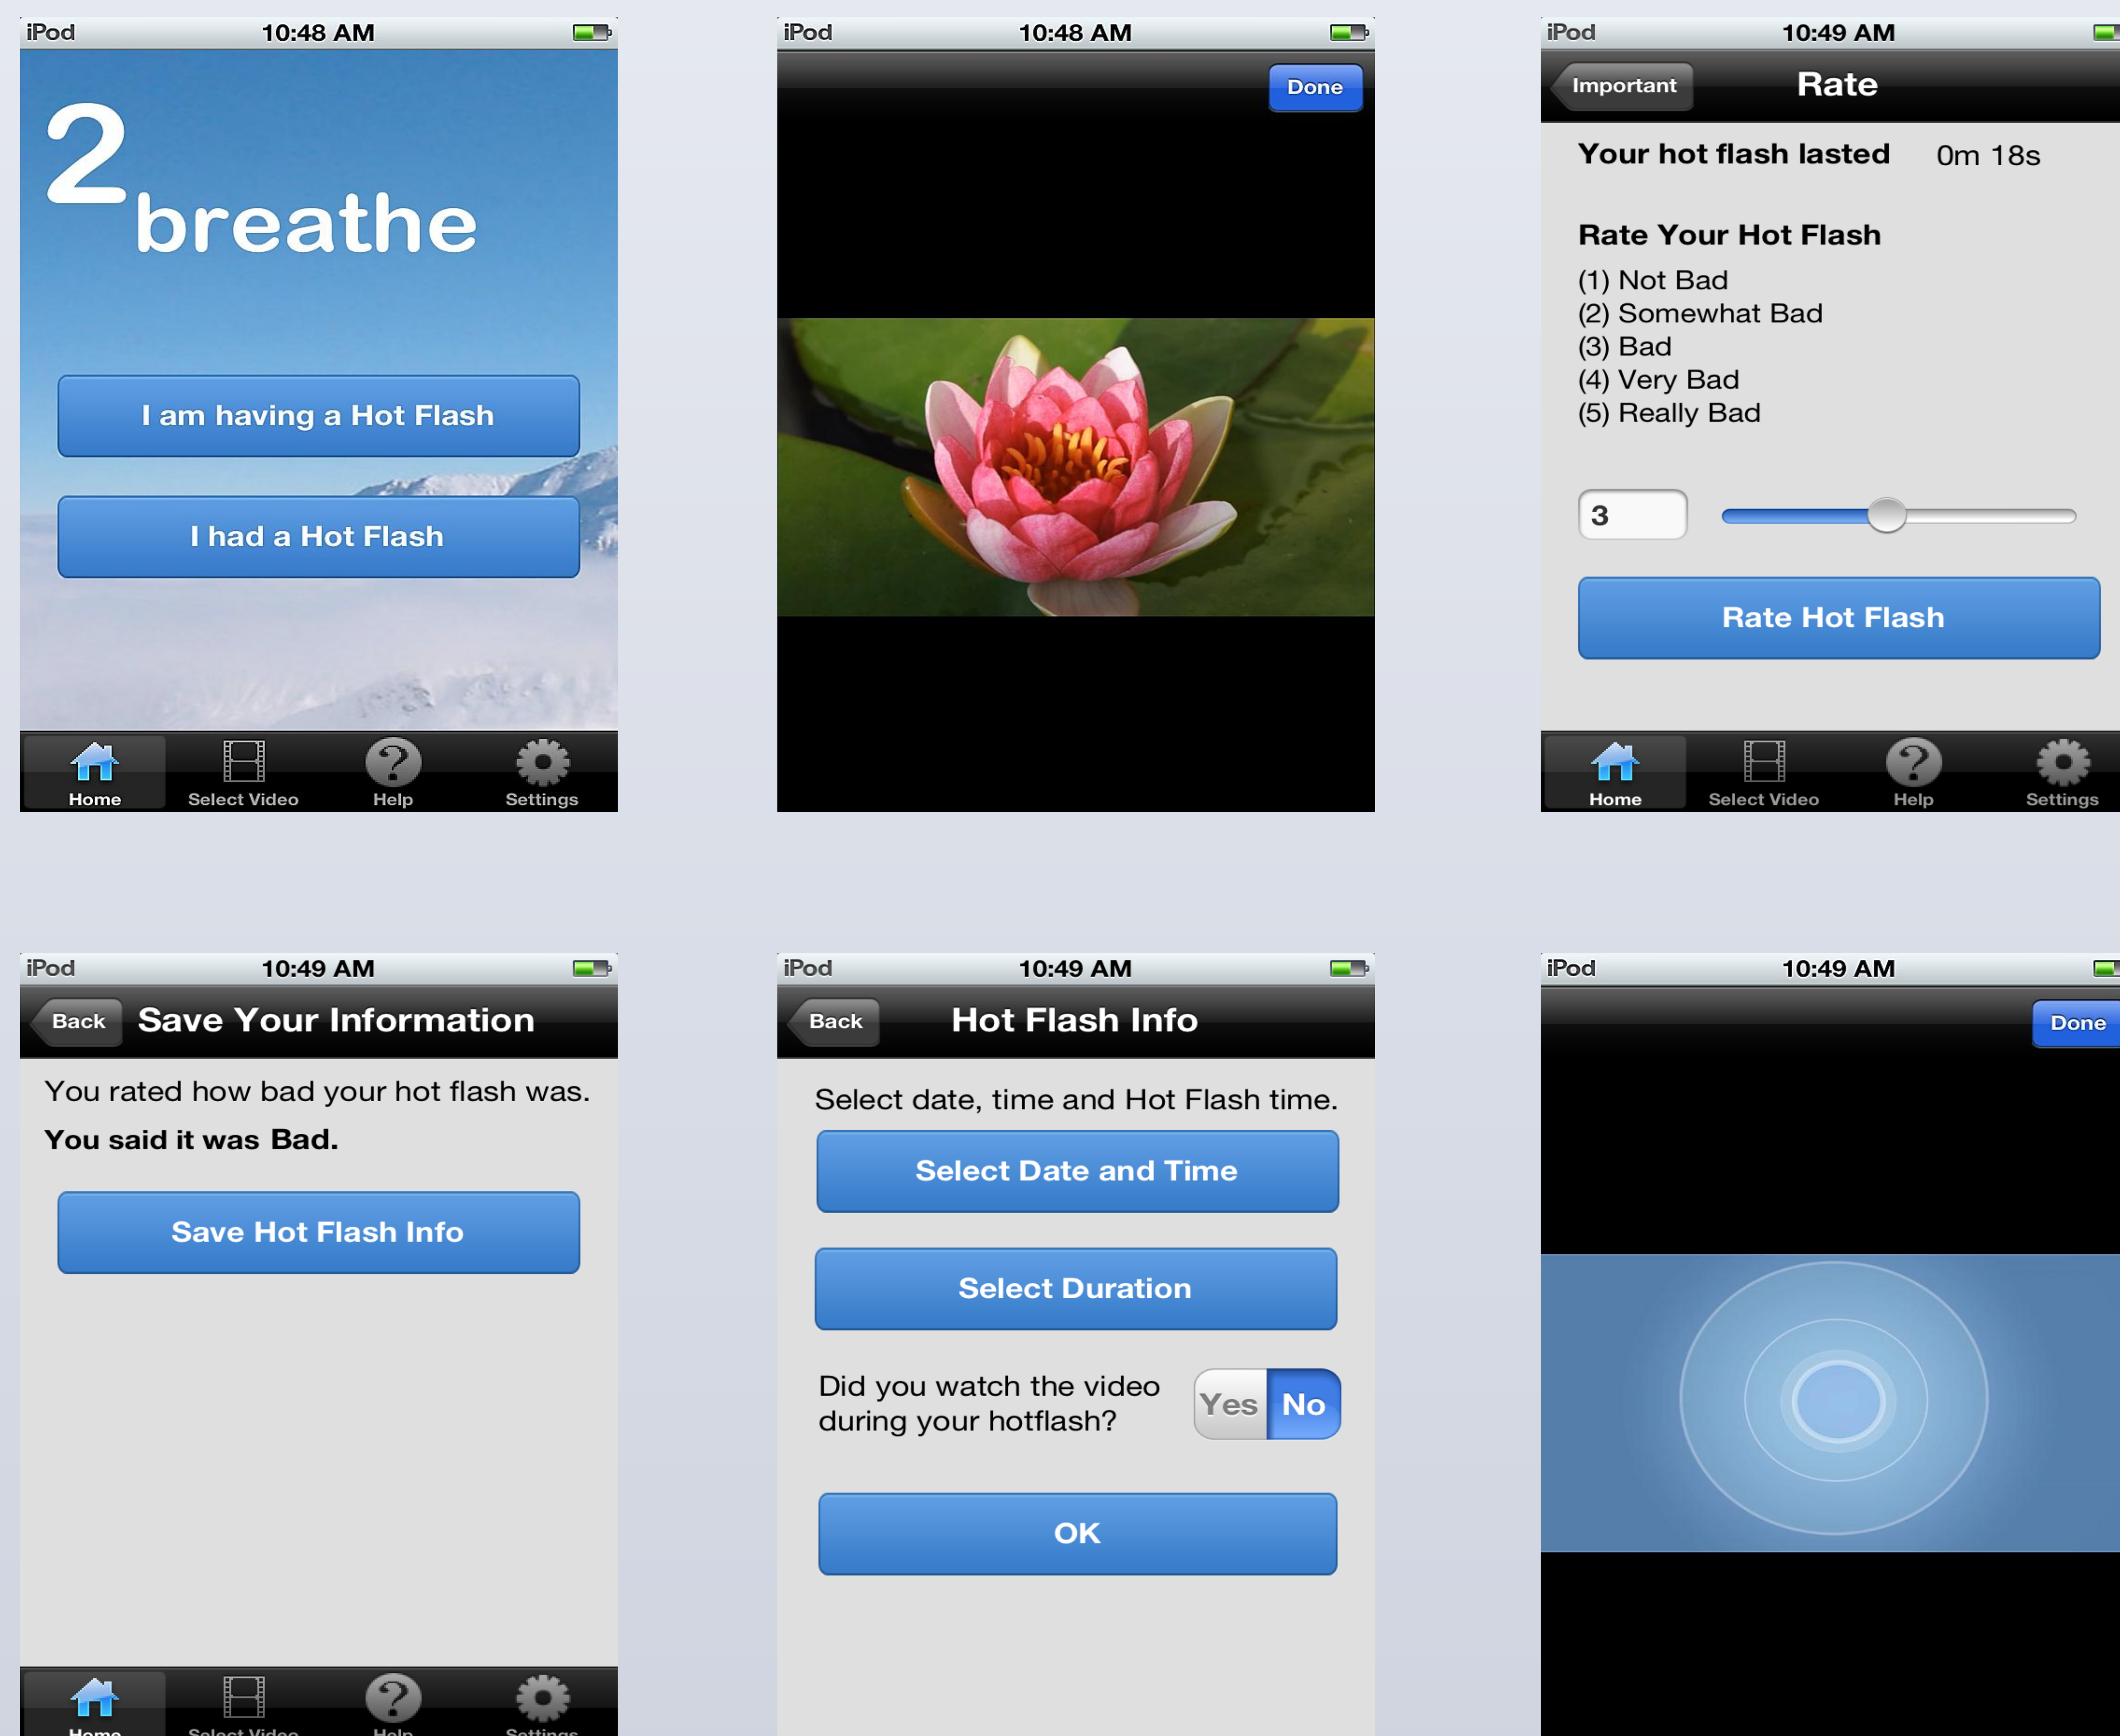 iPod 10:48 AM
2
breathe
I am having a Hot Flash
I had a Hot Flash
Home Select Video Help Settings
iPod 10:48 AM
Done
iPod 10:49 AM
Important Rate
Your hot flash lasted 0m 18s
Rate Your Hot Flash
(1) Not Bad
(2) Somewhat Bad
(3) Bad
(4) Very Bad
(5) Really Bad
3
Rate Hot Flash
Home Select Video Help Settings
iPod 10:49 AM
Back Save Your Information
You rated how bad your hot flash was.
You said it was Bad.
Save Hot Flash Info
Home Select Video Help Settings
iPod 10:49 AM
Back Hot Flash Info
Select date, time and Hot Flash time.
Select Date and Time
Select Duration
Did you watch the video
during your hotflash?
Yes No
OK
iPod 10:49 AM
Done